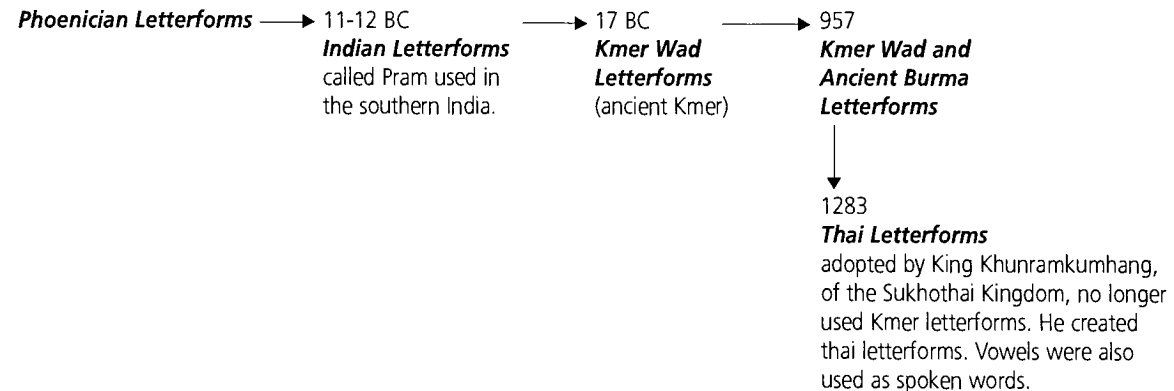 Phoenician Letterforms
11-12 BC
Indian Letterforms
called Pram used in
the southern India.
17 BC
Kmer Wad
Letterforms
(ancient Kmer)
957
Kmer Wad and
Ancient Burma
Letterforms
1283
Thai Letterforms
adopted by King Khunramkumhang,
of the Sukhothai Kingdom, no longer
used Kmer letterforms. He created
thai letterforms. Vowels were also
used as spoken words.